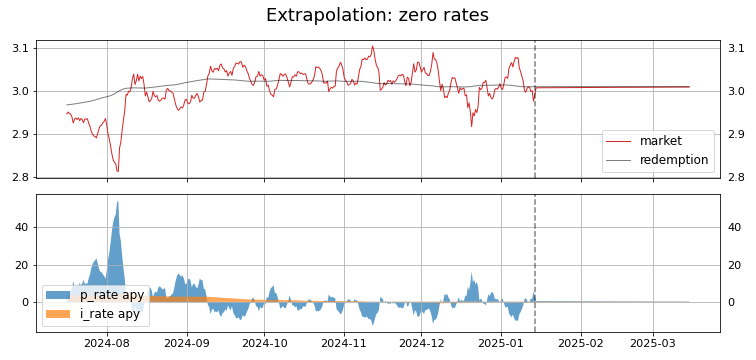 Extrapolation: zero rates
3.1 3.1
3.0 3.0
2.9 2.9
2.8 2.8
market
redemption
40 40
20 20
0 0
p_rate apy
i_rate apy
2024-08 2024-09 2024-10 2024-11 2024-12 2025-01 2025-02 2025-03